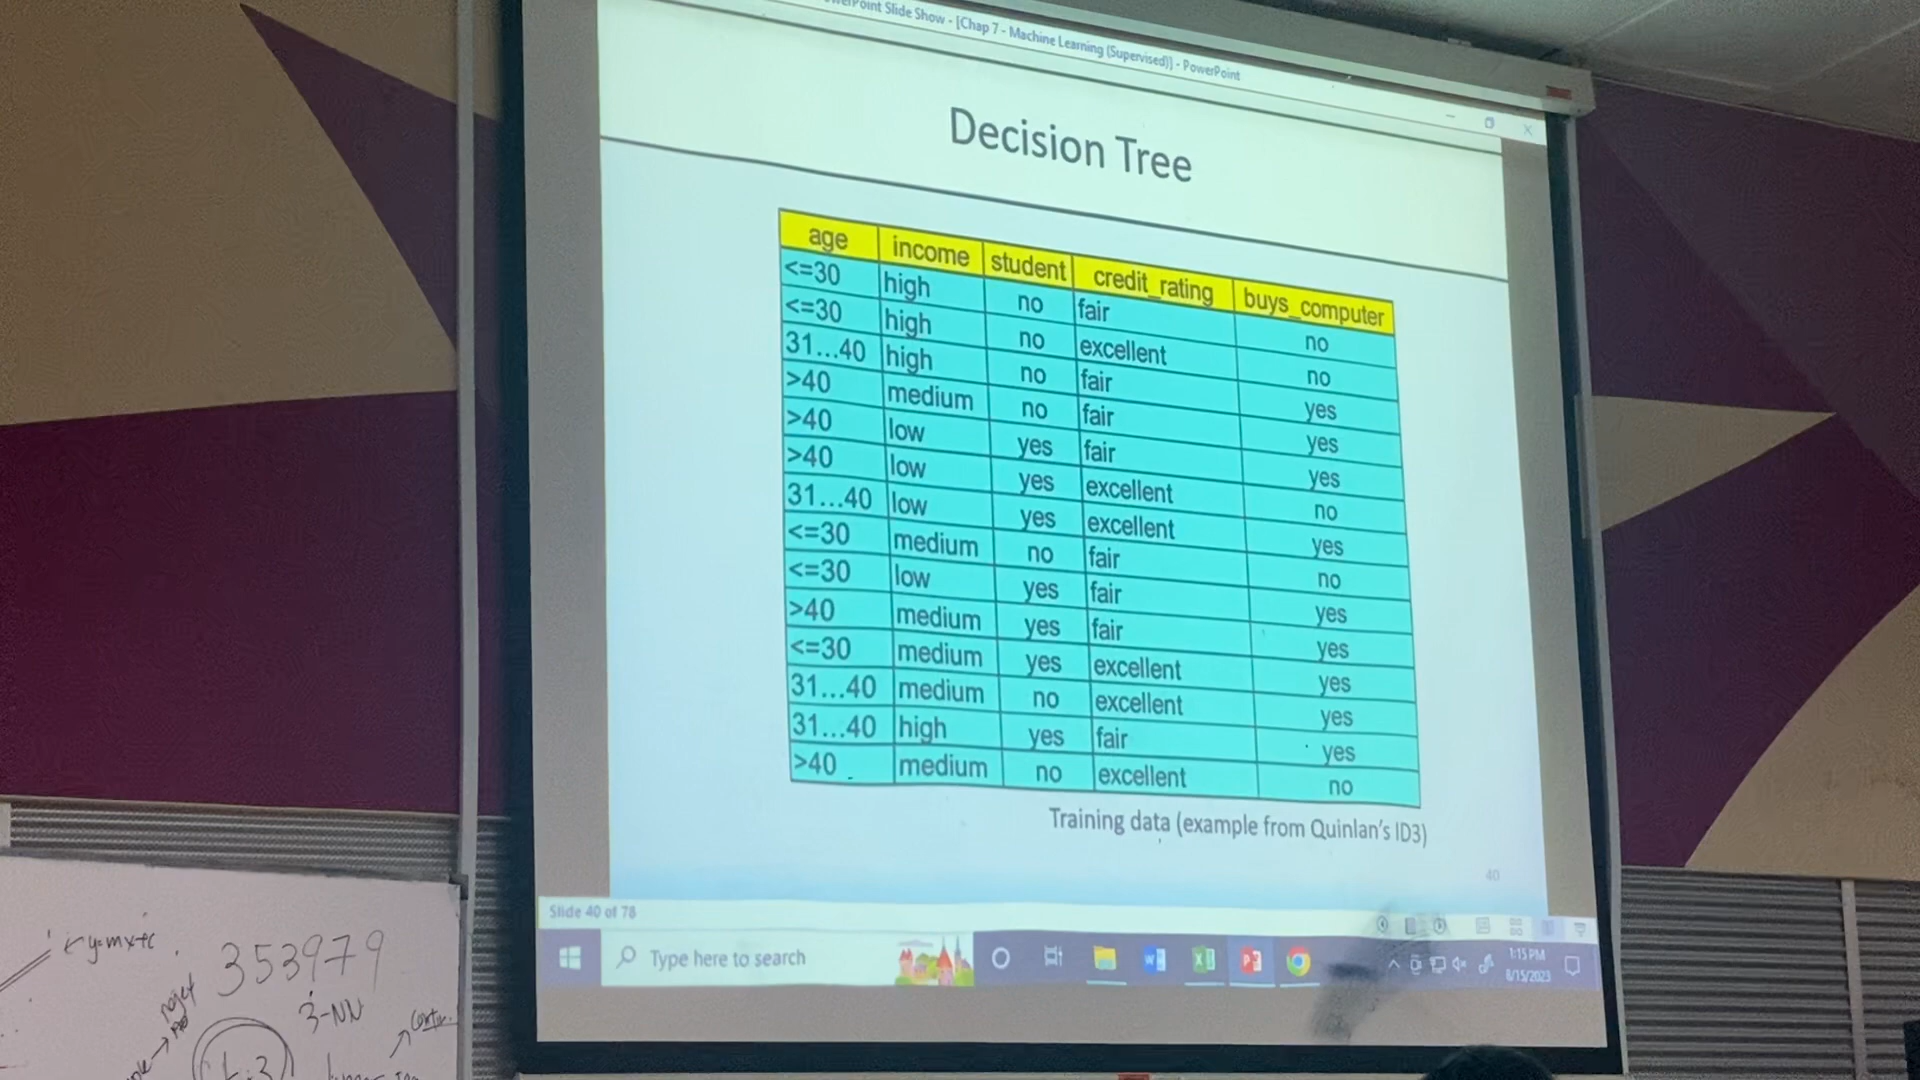 Point Slide Show - [Chap 7 - Machine Learning (Supervised)] - PowerPoint
Decision Tree
age income student credit_rating buys_computer
<=30 high no fair no
<=30 high no excellent no
31...40 high no fair yes
>40 medium no fair yes
>40 low yes fair yes
>40 low yes excellent no
31...40 low yes excellent yes
<=30 medium no fair no
<=30 low yes fair yes
>40 medium yes fair yes
<=30 medium yes excellent yes
31...40 medium no excellent yes
31...40 high yes fair yes
>40 medium no excellent no
Training data (example from Quinlan's ID3)
40
Slide 40 of 78
Type here to search
1:15 PM
8/15/2023
y=mx+c
353979
3-NN